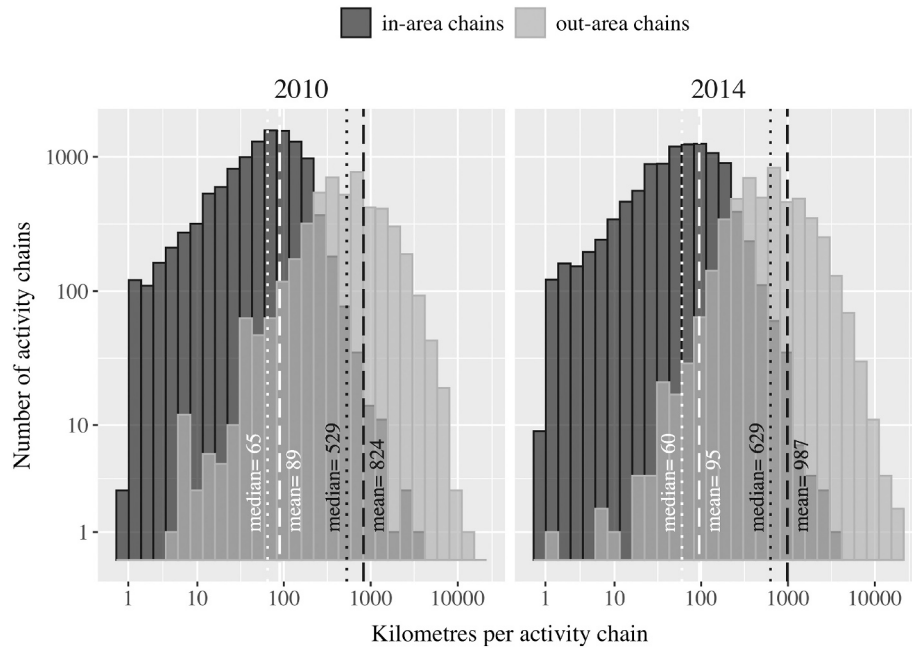 in-area chains out-area chains
2010 2014
Number of activity chains
1000
100
10
1
median= 65
mean= 89
median= 529
mean= 824
median= 60
mean= 95
median= 629
mean= 987
1 10 100 1000 10000 1 10 100 1000 10000
Kilometres per activity chain